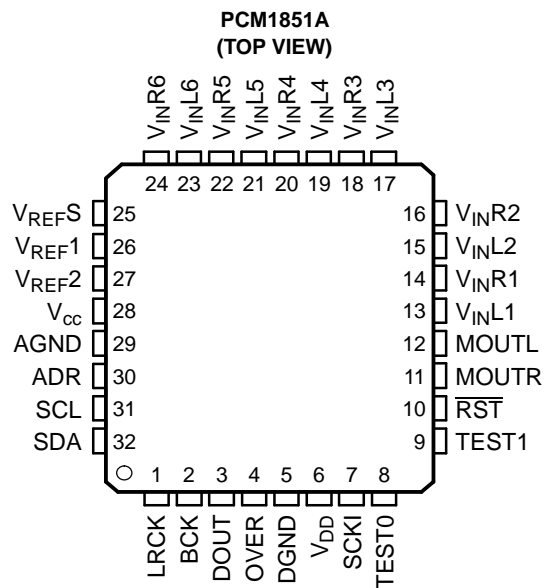 PCM1851A
(TOP VIEW)
VINR6 VINL6 VINR5 VINL5 VINR4 VINL4 VINR3 VINL3
24 23 22 21 20 19 18 17
VREFS 25 16 VINR2
VREF1 26 15 VINL2
VREF2 27 14 VINR1
Vcc 28 13 VINL1
AGND 29 12 MOUTL
ADR 30 11 MOUTR
SCL 31 10 RST
SDA 32 9 TEST1
1 2 3 4 5 6 7 8
LRCK BCK DOUT OVER DGND VDD SCKI TEST0